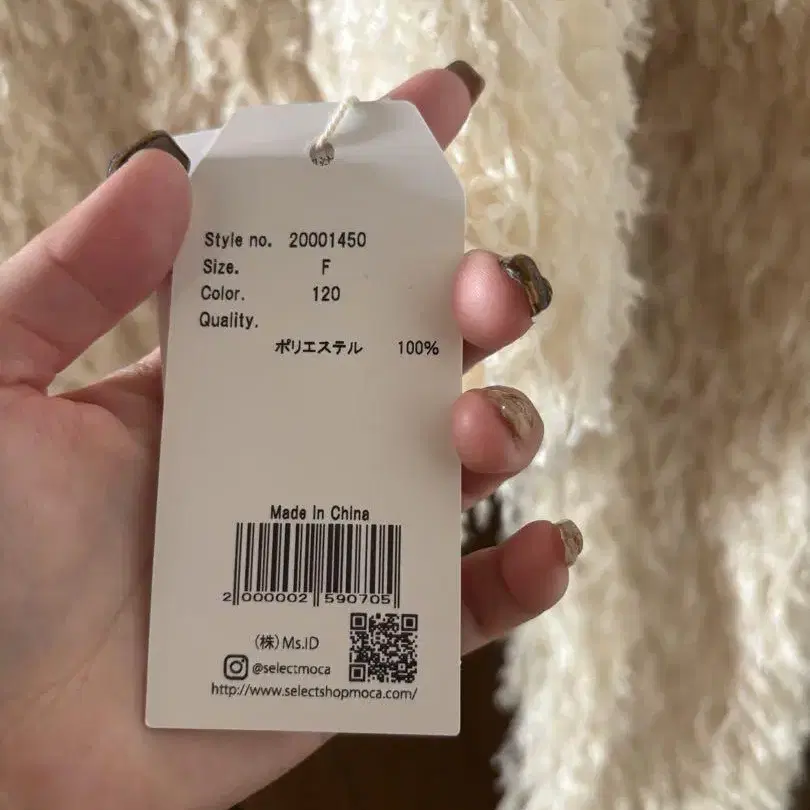 Style no. 20001450
Size. F
Color. 120
Quality.
ポリエステル 100%
Made in China
2 000002 590705
(株)Ms.ID
@selectmoca
http://www.selectshopmoca.com/